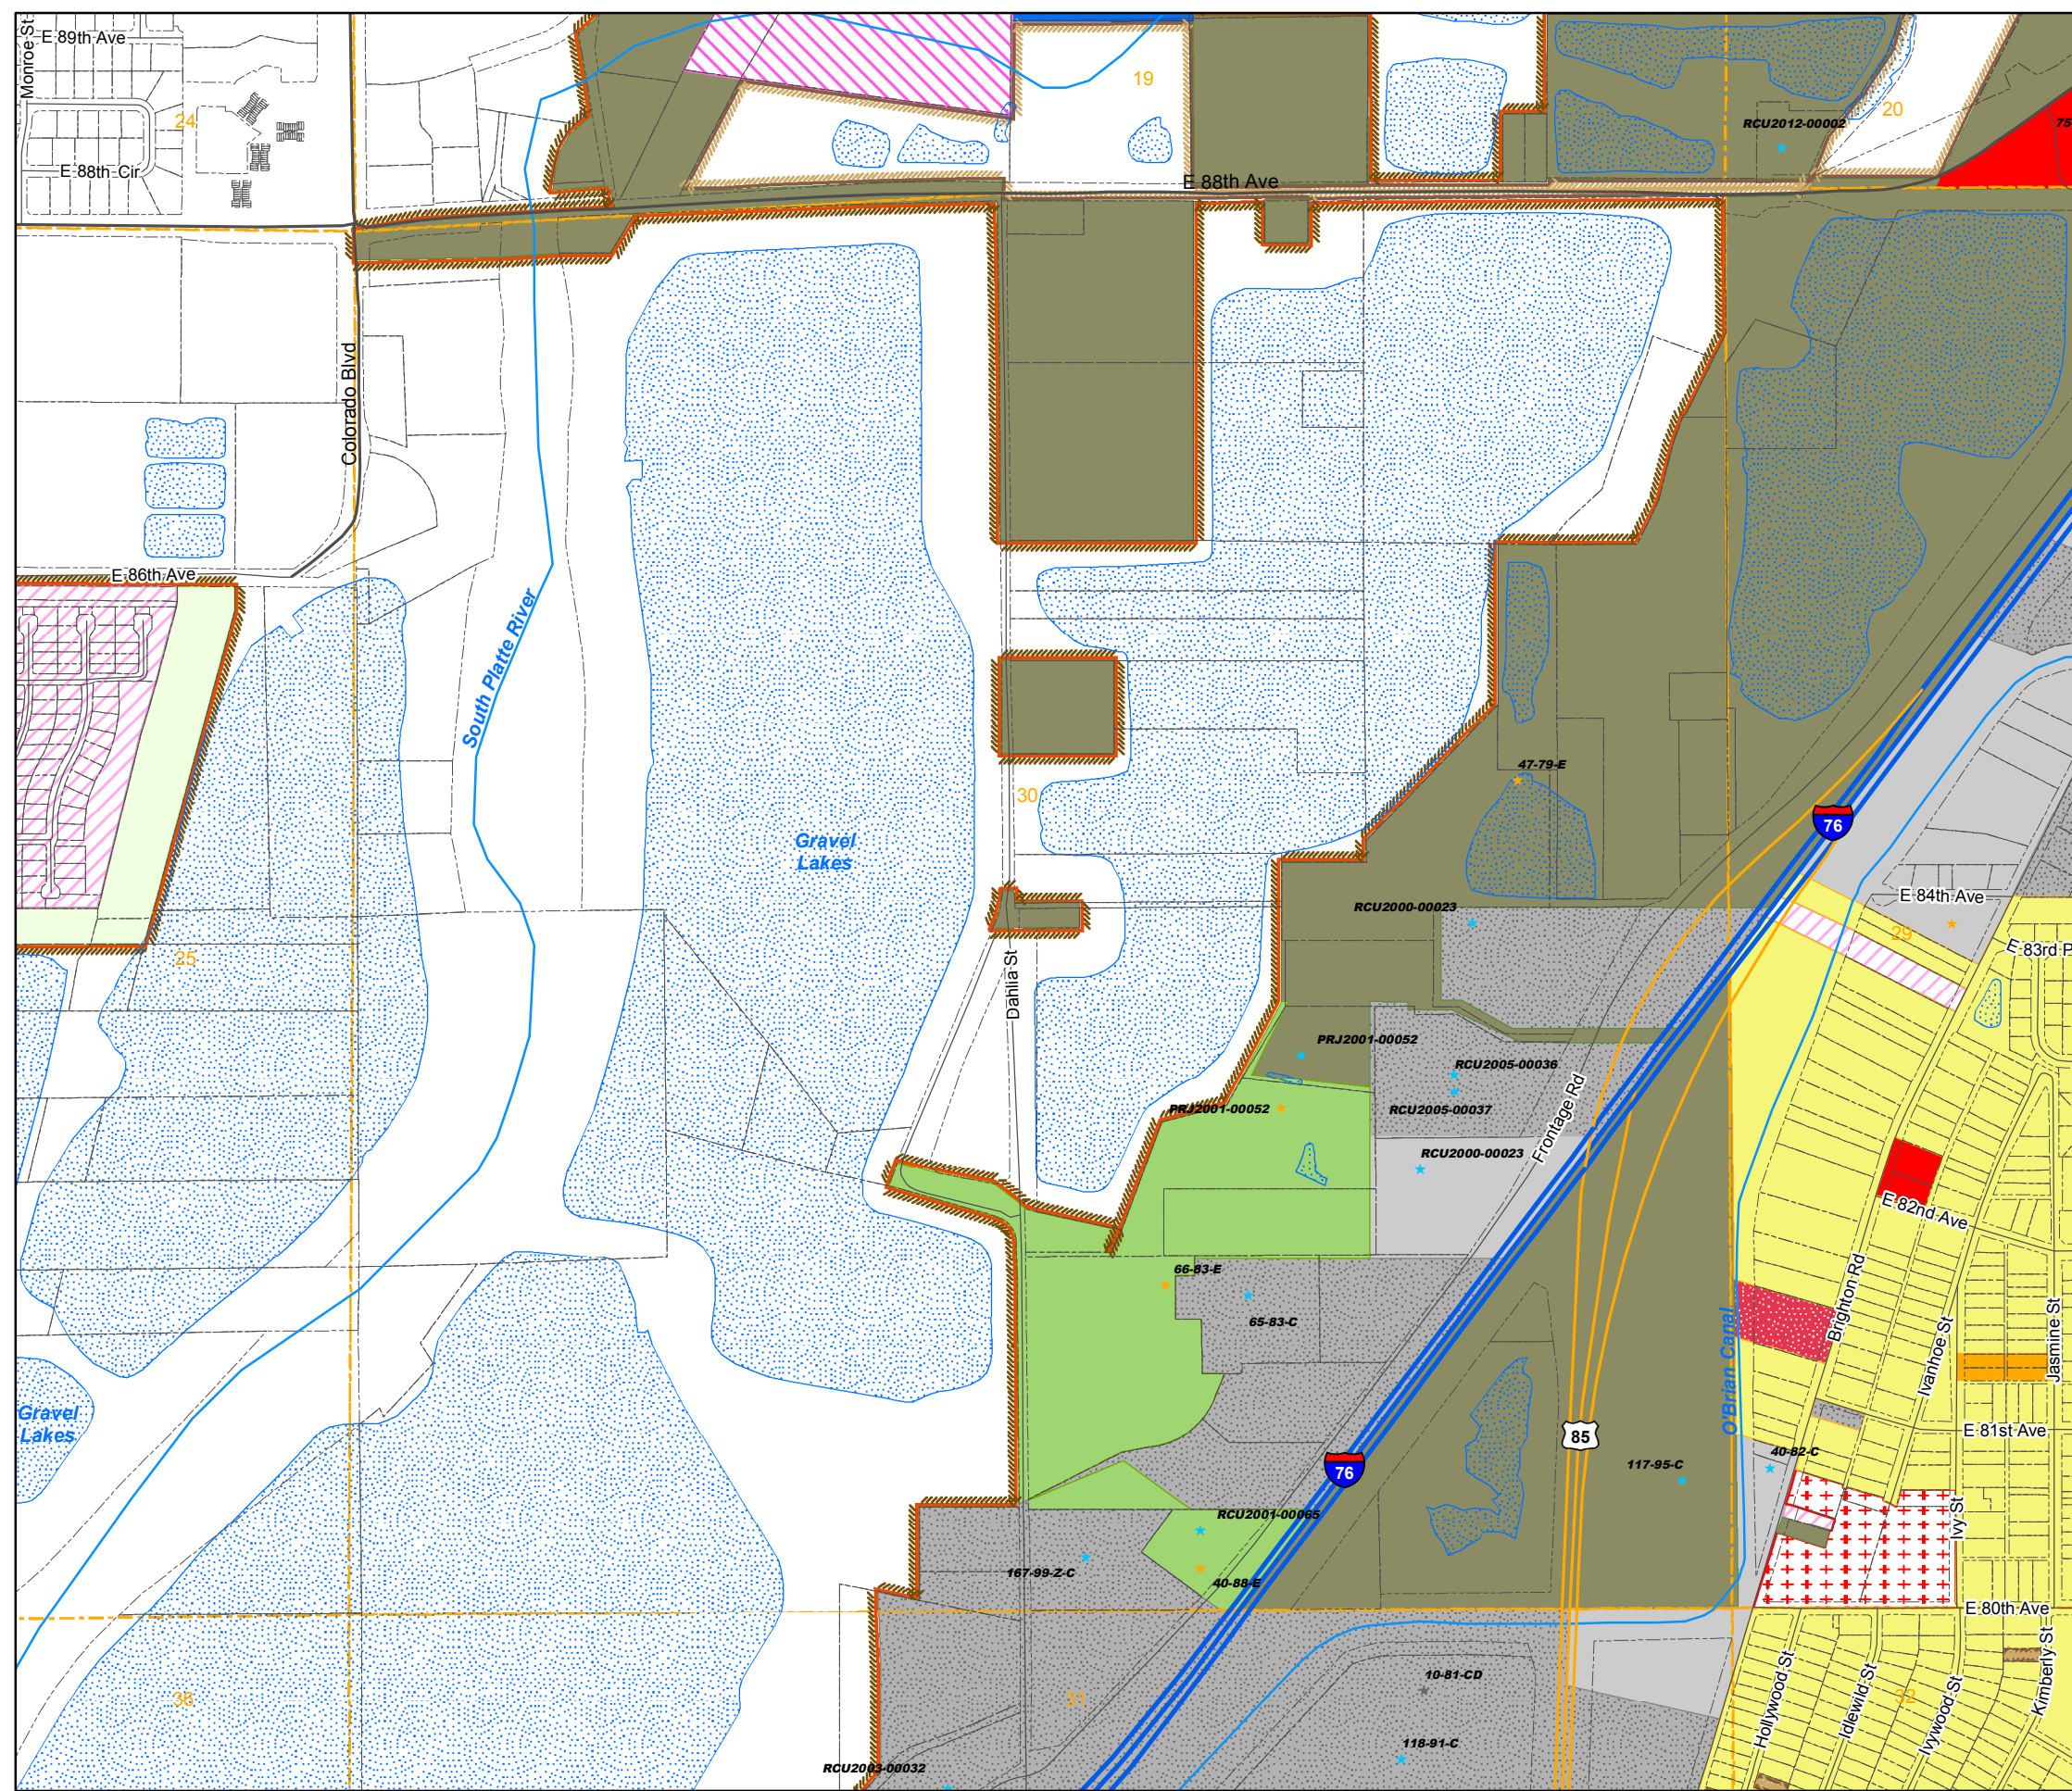 Monroe St
E 89th Ave
24
E 88th Cir
19
20
RCU2012-00002
75-
E 88th Ave
Colorado Blvd
E 86th Ave
South Platte River
47-79-E
30
76
Gravel
Lakes
E 84th Ave
RCU2000-00023
29
E 83rd P
25
Dahlia St
PRJ2001-00052
RCU2005-00036
PRJ2001-00052
RCU2005-00037
Frontage Rd
RCU2000-00023
E 82nd Ave
66-83-E
65-83-C
Brighton Rd
O'Brian Canal
Ivanhoe St
Jasmine St
Gravel
Lakes
85
E 81st Ave
76
117-95-C
40-82-C
RCU2001-00065
Ivy St
167-99-Z-C
40-88-E
E 80th Ave
10-81-CD
36
31
32
Hollywood St
Idlewild St
Ivywood St
Kimberly St
118-91-C
RCU2003-00032